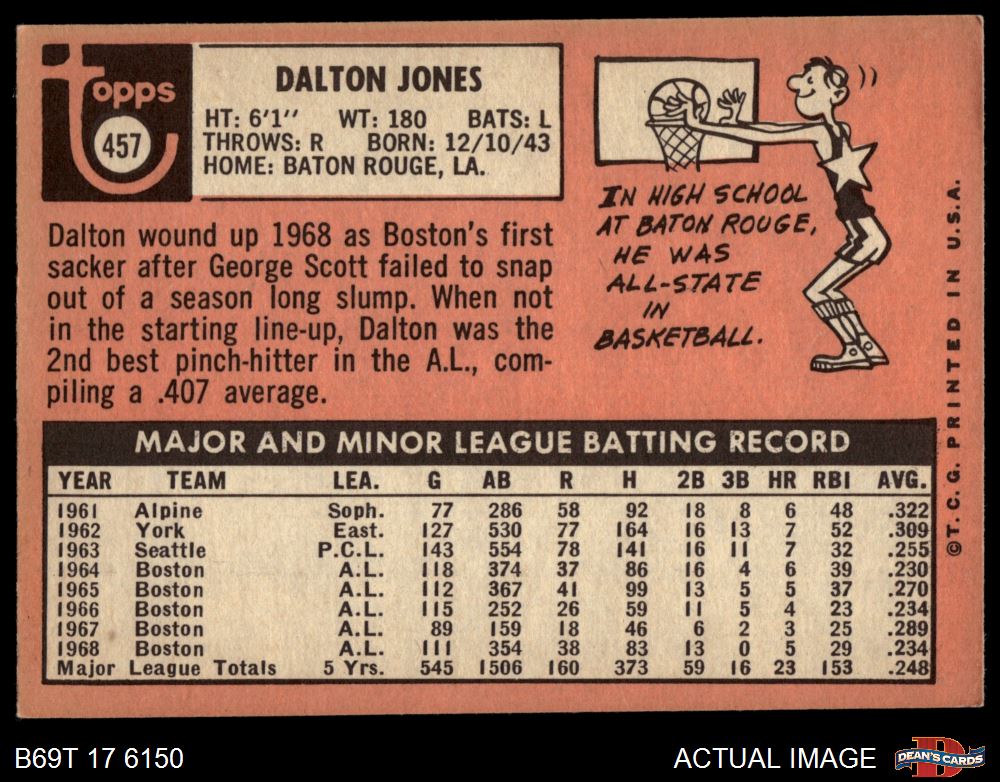 Topps
457
DALTON JONES
HT: 6'1" WT: 180 BATS: L
THROWS: R BORN: 12/10/43
HOME: BATON ROUGE, LA.
Dalton wound up 1968 as Boston's first
sacker after George Scott failed to snap
out of a season long slump. When not
in the starting line-up, Dalton was the
2nd best pinch-hitter in the A.L., com-
piling a .407 average.
IN HIGH SCHOOL
AT BATON ROUGE,
HE WAS
ALL-STATE
IN
BASKETBALL.
©T.C.G. PRINTED IN U.S.A.
MAJOR AND MINOR LEAGUE BATTING RECORD
YEAR TEAM LEA. G AB R H 2B 3B HR RBI AVG.
1961 Alpine Soph. 77 286 58 92 18 8 6 48 .322
1962 York East. 127 530 77 164 16 13 7 52 .309
1963 Seattle P.C.L. 143 554 78 141 16 11 7 32 .255
1964 Boston A.L. 118 374 37 86 16 4 6 39 .230
1965 Boston A.L. 112 367 41 99 13 5 5 37 .270
1966 Boston A.L. 115 252 26 59 11 5 4 23 .234
1967 Boston A.L. 89 159 18 46 6 2 3 25 .289
1968 Boston A.L. 111 354 38 83 13 0 5 29 .234
Major League Totals 5 Yrs. 545 1506 160 373 59 16 23 153 .248
B69T 17 6150
ACTUAL IMAGE
D
DEAN'S CARDS